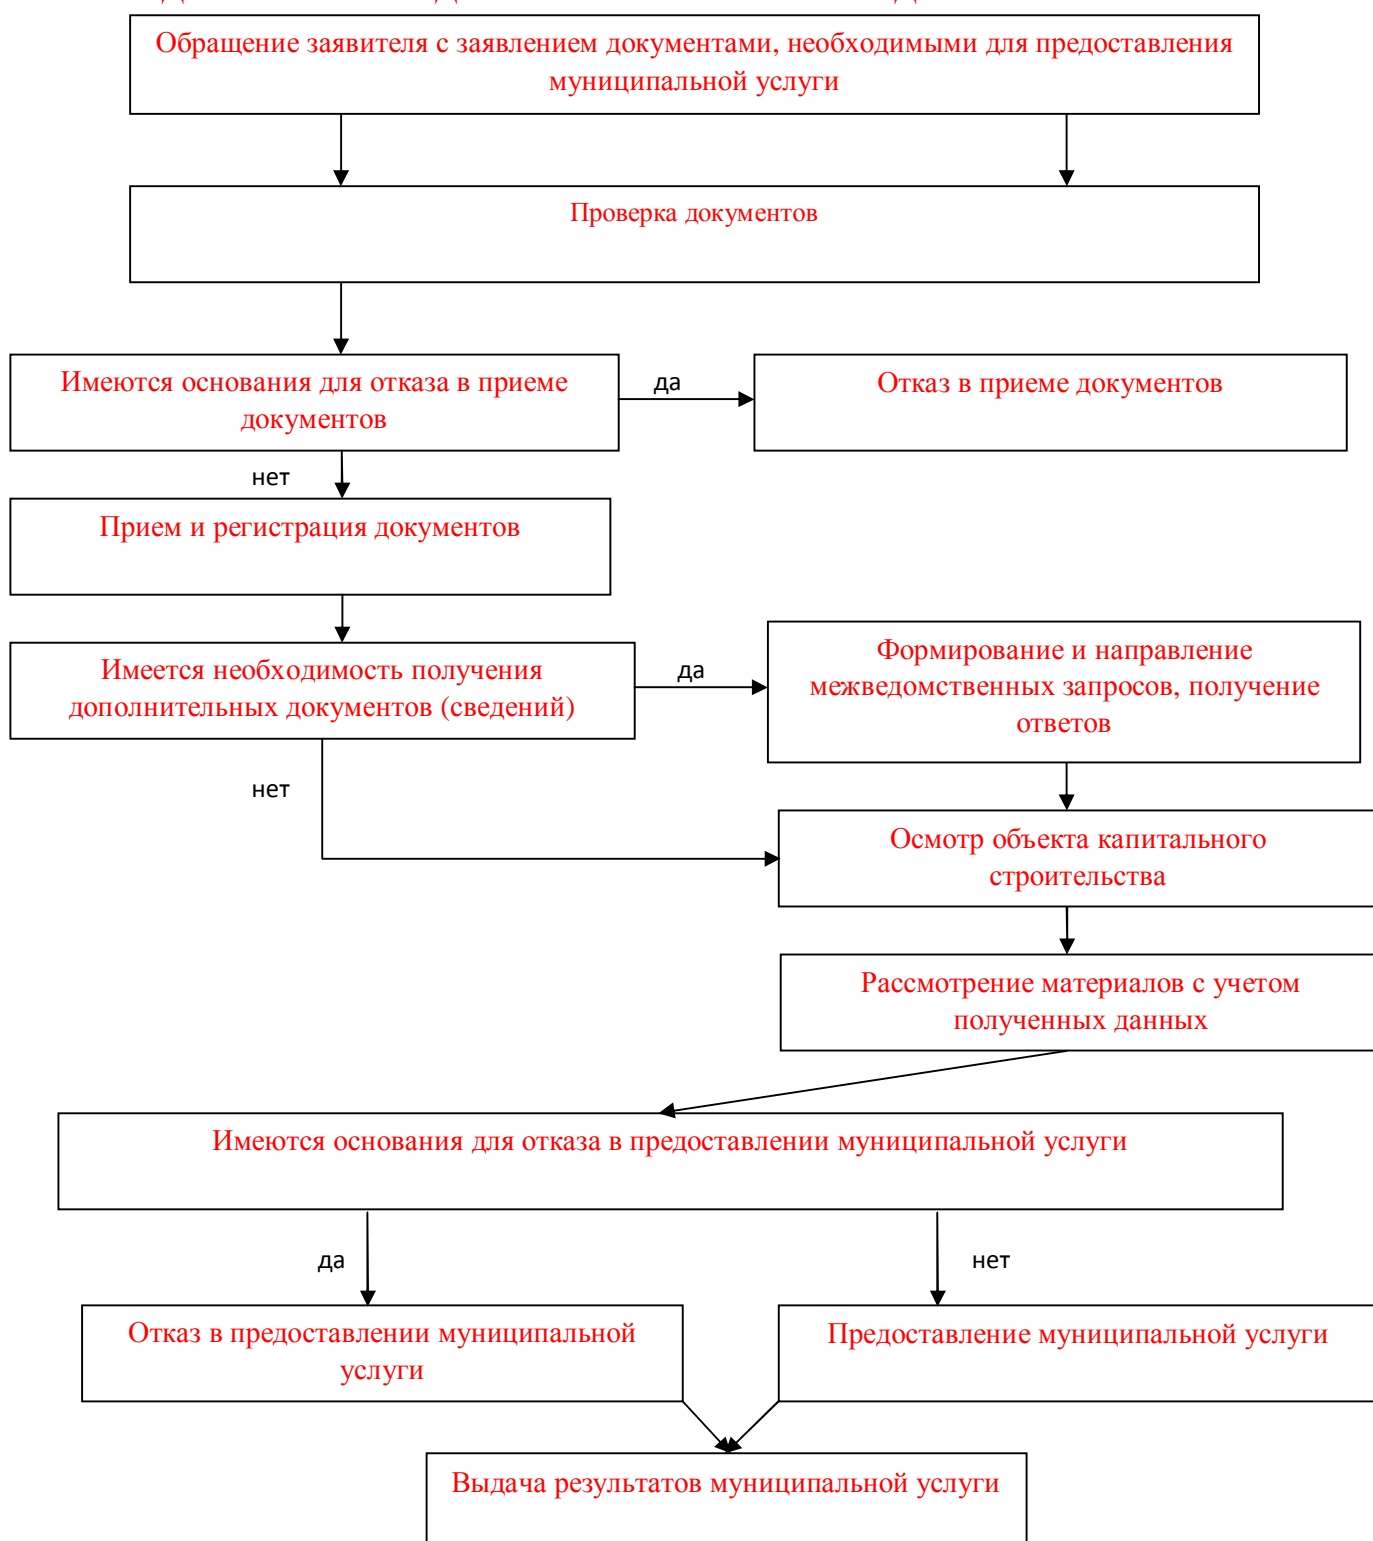 Обращение заявителя с заявлением документами, необходимыми для предоставления
муниципальной услуги
Проверка документов
Имеются основания для отказа в приеме
документов
да
Отказ в приеме документов
нет
Прием и регистрация документов
Имеется необходимость получения
дополнительных документов (сведений)
да
Формирование и направление
межведомственных запросов, получение
ответов
нет
Осмотр объекта капитального
строительства
Рассмотрение материалов с учетом
полученных данных
Имеются основания для отказа в предоставлении муниципальной услуги
да
нет
Отказ в предоставлении муниципальной
услуги
Предоставление муниципальной услуги
Выдача результатов муниципальной услуги